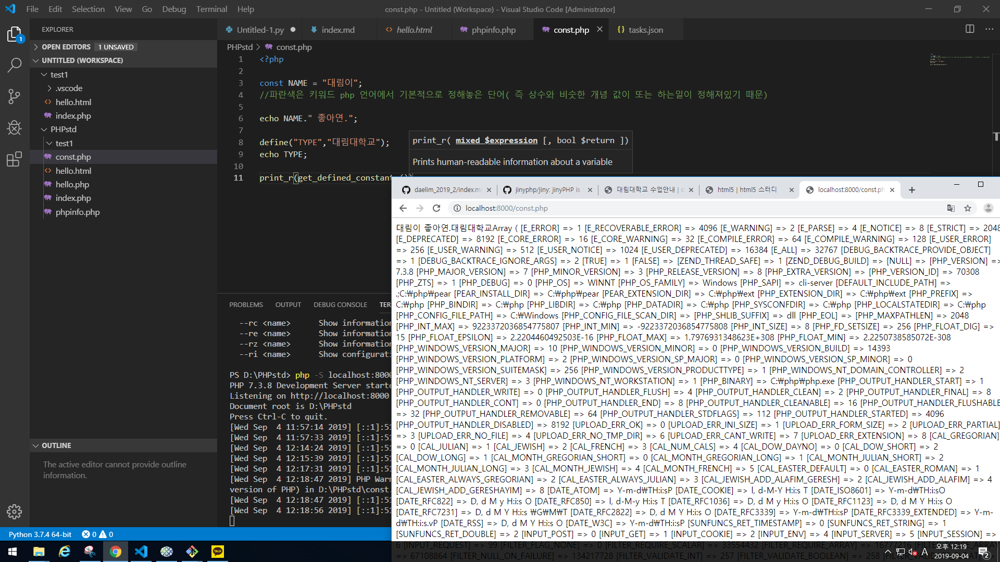 File Edit Selection View Go Debug Terminal Help
const.php - Untitled (Workspace) - Visual Studio Code [Administrator]
EXPLORER
OPEN EDITORS 1 UNSAVED
UNTITLED (WORKSPACE)
test1
.vscode
hello.html
index.php
PHPstd
test1
const.php
hello.html
hello.php
index.php
phpinfo.php
OUTLINE
The active editor cannot provide outline
information.
Untitled-1.py index.md hello.html phpinfo.php const.php tasks.json
PHPstd const.php
1 <?php
2
3 const NAME = "대림이";
4 //파란색은 키워드 php 언어에서 기본적으로 정해놓은 단어( 즉 상수와 비슷한 개념 값이 또는 하는일이 정해져있기 때문)
5
6 echo NAME." 좋아연.";
7
8 define("TYPE","대림대학교");
9 echo TYPE;
10
11 print_r(get_defined_constant
print_r( mixed $expression [, bool $return ])
Prints human-readable information about a variable
PROBLEMS OUTPUT DEBUG CONSOLE TER
--rc <name> Show information
--re <name> Show information
--rz <name> Show information
--ri <name> Show configurati
PS D:\PHPstd> php -S localhost:8000
PHP 7.3.8 Development Server starte
Listening on http://localhost:8000
Document root is D:\PHPstd
Press Ctrl-C to quit.
[Wed Sep 4 11:57:14 2019] [::1]:51
[Wed Sep 4 11:57:33 2019] [::1]:51
[Wed Sep 4 12:14:24 2019] [::1]:51
[Wed Sep 4 12:15:39 2019] [::1]:51
[Wed Sep 4 12:17:31 2019] [::1]:51
[Wed Sep 4 12:18:47 2019] PHP Warn
version of PHP) in D:\PHPstd\const.
[Wed Sep 4 12:18:47 2019] [::1]:51
[Wed Sep 4 12:18:56 2019] [::1]:51
daelim_2019_2/index.m jinyphp/jiny: jinyPHP is 대림대학교 수업안내 | d html5 | html5 스터디 localhost:8000/const.ph
localhost:8000/const.php
대림이 좋아연.대림대학교Array ( [E_ERROR] => 1 [E_RECOVERABLE_ERROR] => 4096 [E_WARNING] => 2 [E_PARSE] => 4 [E_NOTICE] => 8 [E_STRICT] => 2048
[E_DEPRECATED] => 8192 [E_CORE_ERROR] => 16 [E_CORE_WARNING] => 32 [E_COMPILE_ERROR] => 64 [E_COMPILE_WARNING] => 128 [E_USER_ERROR]
=> 256 [E_USER_WARNING] => 512 [E_USER_NOTICE] => 1024 [E_USER_DEPRECATED] => 16384 [E_ALL] => 32767 [DEBUG_BACKTRACE_PROVIDE_OBJECT]
=> 1 [DEBUG_BACKTRACE_IGNORE_ARGS] => 2 [TRUE] => 1 [FALSE] => [ZEND_THREAD_SAFE] => 1 [ZEND_DEBUG_BUILD] => [NULL] => [PHP_VERSION] =>
7.3.8 [PHP_MAJOR_VERSION] => 7 [PHP_MINOR_VERSION] => 3 [PHP_RELEASE_VERSION] => 8 [PHP_EXTRA_VERSION] => [PHP_VERSION_ID] => 70308
[PHP_ZTS] => 1 [PHP_DEBUG] => 0 [PHP_OS] => WINNT [PHP_OS_FAMILY] => Windows [PHP_SAPI] => cli-server [DEFAULT_INCLUDE_PATH] =>
.;C:₩php₩pear [PEAR_INSTALL_DIR] => C:₩php₩pear [PEAR_EXTENSION_DIR] => C:₩php₩ext [PHP_EXTENSION_DIR] => C:₩php₩ext [PHP_PREFIX] =>
C:₩php [PHP_BINDIR] => C:₩php [PHP_LIBDIR] => C:₩php [PHP_DATADIR] => C:₩php [PHP_SYSCONFDIR] => C:₩php [PHP_LOCALSTATEDIR] => C:₩php
[PHP_CONFIG_FILE_PATH] => C:₩Windows [PHP_CONFIG_FILE_SCAN_DIR] => [PHP_SHLIB_SUFFIX] => dll [PHP_EOL] => [PHP_MAXPATHLEN] => 2048
[PHP_INT_MAX] => 9223372036854775807 [PHP_INT_MIN] => -9223372036854775808 [PHP_INT_SIZE] => 8 [PHP_FD_SETSIZE] => 256 [PHP_FLOAT_DIG] =>
15 [PHP_FLOAT_EPSILON] => 2.2204460492503E-16 [PHP_FLOAT_MAX] => 1.7976931348623E+308 [PHP_FLOAT_MIN] => 2.2250738585072E-308
[PHP_WINDOWS_VERSION_MAJOR] => 10 [PHP_WINDOWS_VERSION_MINOR] => 0 [PHP_WINDOWS_VERSION_BUILD] => 14393
[PHP_WINDOWS_VERSION_PLATFORM] => 2 [PHP_WINDOWS_VERSION_SP_MAJOR] => 0 [PHP_WINDOWS_VERSION_SP_MINOR] => 0
[PHP_WINDOWS_VERSION_SUITEMASK] => 256 [PHP_WINDOWS_VERSION_PRODUCTTYPE] => 1 [PHP_WINDOWS_NT_DOMAIN_CONTROLLER] => 2
[PHP_WINDOWS_NT_SERVER] => 3 [PHP_WINDOWS_NT_WORKSTATION] => 1 [PHP_BINARY] => C:₩php₩php.exe [PHP_OUTPUT_HANDLER_START] => 1
[PHP_OUTPUT_HANDLER_WRITE] => 0 [PHP_OUTPUT_HANDLER_FLUSH] => 4 [PHP_OUTPUT_HANDLER_CLEAN] => 2 [PHP_OUTPUT_HANDLER_FINAL] => 8
[PHP_OUTPUT_HANDLER_CONT] => 0 [PHP_OUTPUT_HANDLER_END] => 8 [PHP_OUTPUT_HANDLER_CLEANABLE] => 16 [PHP_OUTPUT_HANDLER_FLUSHABLE
=> 32 [PHP_OUTPUT_HANDLER_REMOVABLE] => 64 [PHP_OUTPUT_HANDLER_STDFLAGS] => 112 [PHP_OUTPUT_HANDLER_STARTED] => 4096
[PHP_OUTPUT_HANDLER_DISABLED] => 8192 [UPLOAD_ERR_OK] => 0 [UPLOAD_ERR_INI_SIZE] => 1 [UPLOAD_ERR_FORM_SIZE] => 2 [UPLOAD_ERR_PARTIAL]
=> 3 [UPLOAD_ERR_NO_FILE] => 4 [UPLOAD_ERR_NO_TMP_DIR] => 6 [UPLOAD_ERR_CANT_WRITE] => 7 [UPLOAD_ERR_EXTENSION] => 8 [CAL_GREGORIAN]
=> 0 [CAL_JULIAN] => 1 [CAL_JEWISH] => 2 [CAL_FRENCH] => 3 [CAL_NUM_CALS] => 4 [CAL_DOW_DAYNO] => 0 [CAL_DOW_SHORT] => 2
[CAL_DOW_LONG] => 1 [CAL_MONTH_GREGORIAN_SHORT] => 0 [CAL_MONTH_GREGORIAN_LONG] => 1 [CAL_MONTH_JULIAN_SHORT] => 2
[CAL_MONTH_JULIAN_LONG] => 3 [CAL_MONTH_JEWISH] => 4 [CAL_MONTH_FRENCH] => 5 [CAL_EASTER_DEFAULT] => 0 [CAL_EASTER_ROMAN] => 1
[CAL_EASTER_ALWAYS_GREGORIAN] => 2 [CAL_EASTER_ALWAYS_JULIAN] => 3 [CAL_JEWISH_ADD_ALAFIM_GERESH] => 2 [CAL_JEWISH_ADD_ALAFIM] => 4
[CAL_JEWISH_ADD_GERESHAYIM] => 8 [DATE_ATOM] => Y-m-d₩TH:i:sP [DATE_COOKIE] => l, d-M-Y H:i:s T [DATE_ISO8601] => Y-m-d₩TH:i:sO
[DATE_RFC822] => D, d M y H:i:s O [DATE_RFC850] => l, d-M-y H:i:s T [DATE_RFC1036] => D, d M y H:i:s O [DATE_RFC1123] => D, d M Y H:i:s O
[DATE_RFC7231] => D, d M Y H:i:s ₩G₩M₩T [DATE_RFC2822] => D, d M Y H:i:s O [DATE_RFC3339] => Y-m-d₩TH:i:sP [DATE_RFC3339_EXTENDED] => Y-m-
d₩TH:i:s.vP [DATE_RSS] => D, d M Y H:i:s O [DATE_W3C] => Y-m-d₩TH:i:sP [SUNFUNCS_RET_TIMESTAMP] => 0 [SUNFUNCS_RET_STRING] => 1
[SUNFUNCS_RET_DOUBLE] => 2 [INPUT_POST] => 0 [INPUT_GET] => 1 [INPUT_COOKIE] => 2 [INPUT_ENV] => 4 [INPUT_SERVER] => 5 [INPUT_SESSION] =>
6 [INPUT_REQUEST] => 99 [FILTER_FLAG_NONE] => 0 [FILTER_REQUIRE_SCALAR] => 33554432 [FILTER_REQUIRE_ARRAY] => 16777216
67108864 [FILTER_NULL_ON_FAILURE] => 134217728 [FILTER_VALIDATE_INT] => 257 [FILTER_VALIDATE_BOOLEAN] => 258
Python 3.7.4 64-bit 0 0
TALK
A 오후 12:19
2019-09-04
2